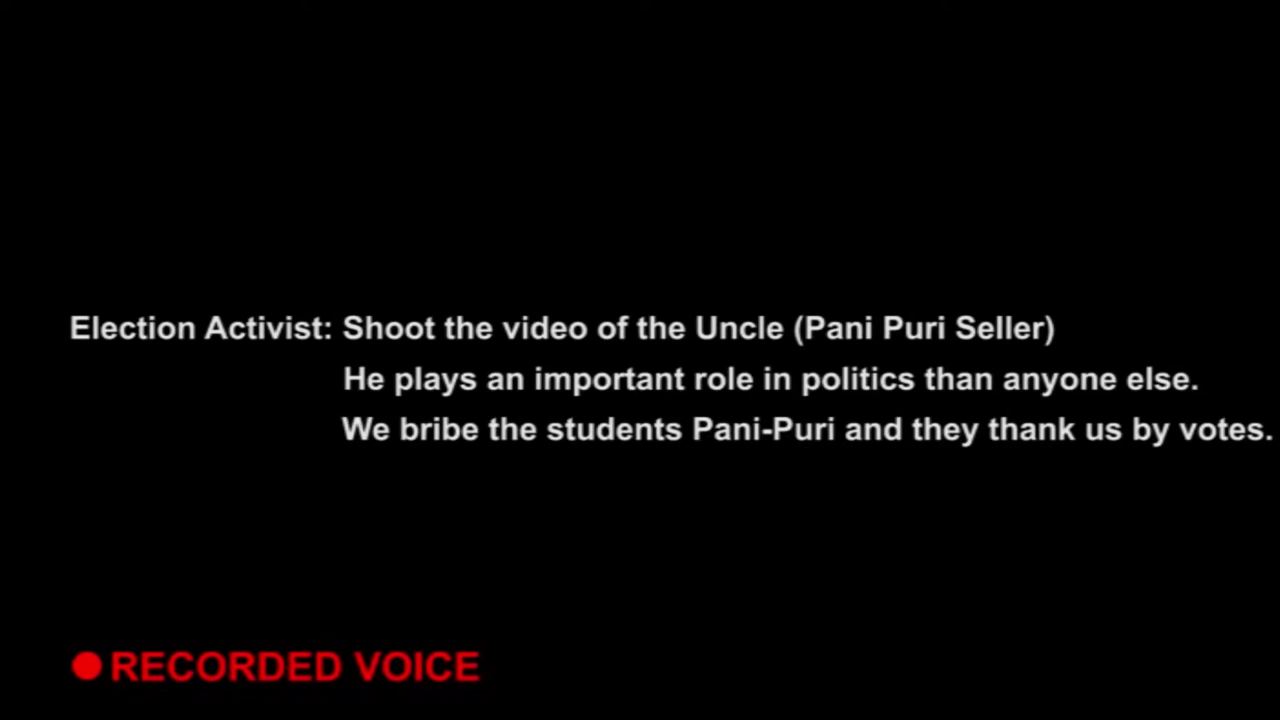 Election Activist: Shoot the video of the Uncle (Pani Puri Seller)
He plays an important role in politics than anyone else.
We bribe the students Pani-Puri and they thank us by votes.
RECORDED VOICE